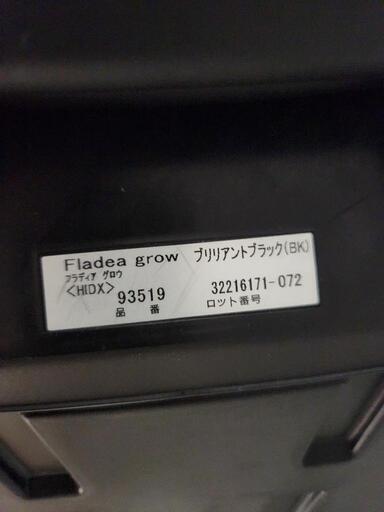 Fladea grow ブリリアントブラック(BK)
フラディア グロウ
<HIDX> 93519 32216171-072
品 番 ロット番号